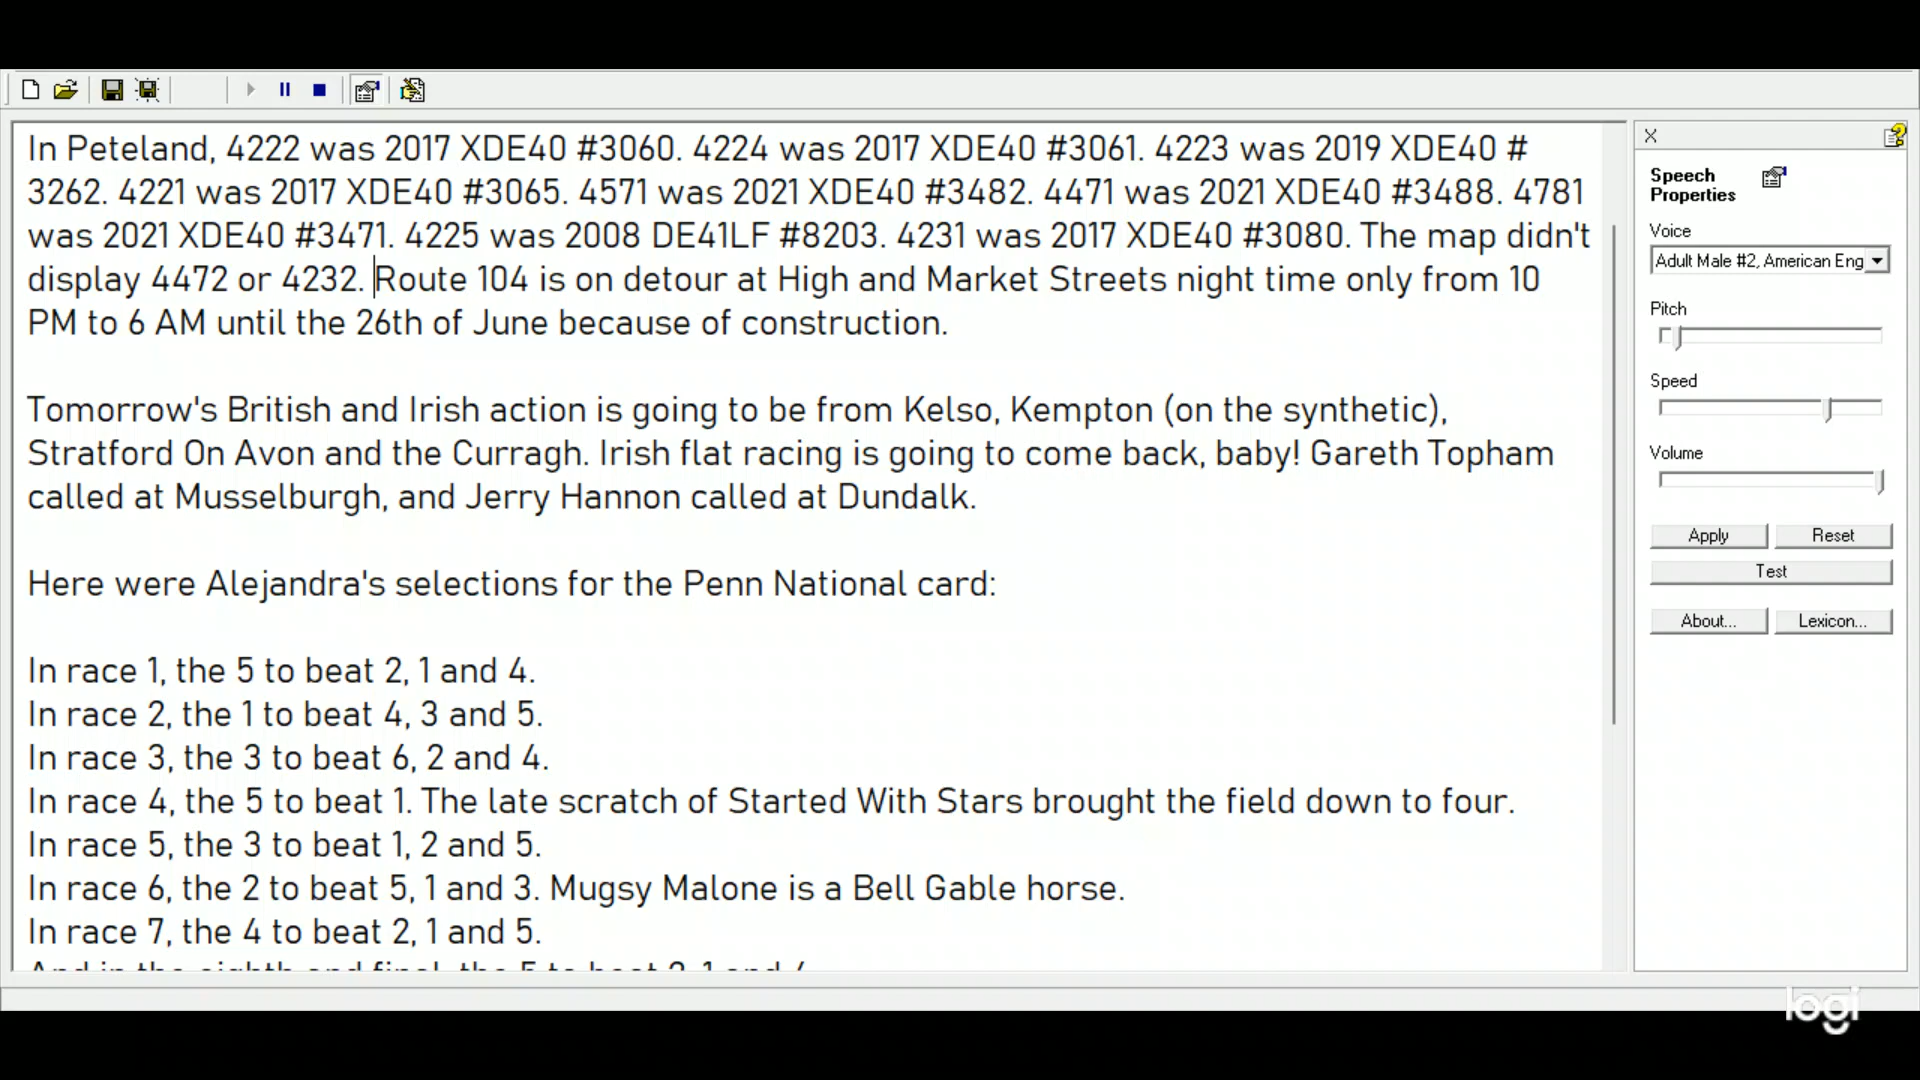 In Peteland, 4222 was 2017 XDE40 #3060. 4224 was 2017 XDE40 #3061. 4223 was 2019 XDE40 #
3262. 4221 was 2017 XDE40 #3065. 4571 was 2021 XDE40 #3482. 4471 was 2021 XDE40 #3488. 4781
was 2021 XDE40 #3471. 4225 was 2008 DE41LF #8203. 4231 was 2017 XDE40 #3080. The map didn't
display 4472 or 4232. Route 104 is on detour at High and Market Streets night time only from 10
PM to 6 AM until the 26th of June because of construction.
Tomorrow's British and Irish action is going to be from Kelso, Kempton (on the synthetic),
Stratford On Avon and the Curragh. Irish flat racing is going to come back, baby! Gareth Topham
called at Musselburgh, and Jerry Hannon called at Dundalk.
Here were Alejandra's selections for the Penn National card:
In race 1, the 5 to beat 2, 1 and 4.
In race 2, the 1 to beat 4, 3 and 5.
In race 3, the 3 to beat 6, 2 and 4.
In race 4, the 5 to beat 1. The late scratch of Started With Stars brought the field down to four.
In race 5, the 3 to beat 1, 2 and 5.
In race 6, the 2 to beat 5, 1 and 3. Mugsy Malone is a Bell Gable horse.
In race 7, the 4 to beat 2, 1 and 5.
And in the eighth and final, the 5 to beat
X
Speech
Properties
Voice
Adult Male #2, American Eng
Pitch
Speed
Volume
Apply
Reset
Test
About...
Lexicon...
logi